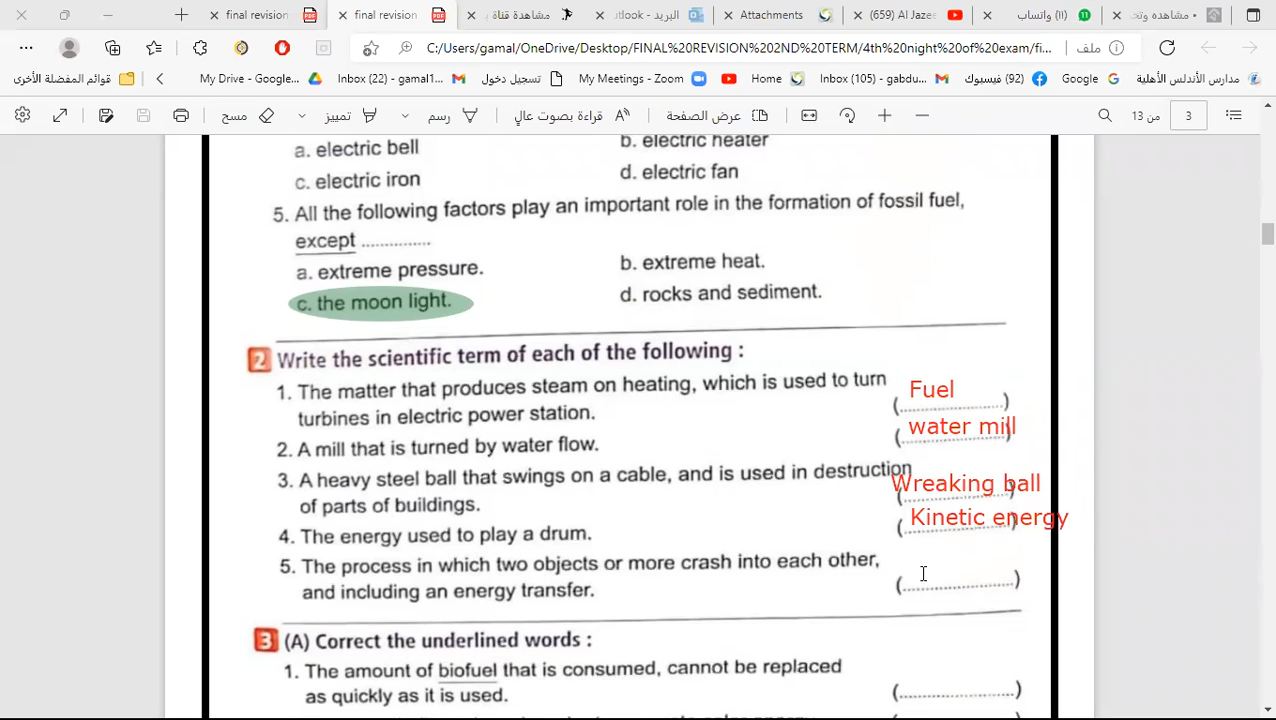 final revision
final revision
مشاهدة قناة
البريد - Outlook
Attachments
(659) Al Jazee
(11) واتساب
مشاهده وتحـ
C:/Users/gamal/OneDrive/Desktop/FINAL%20REVISION%202ND%20TERM/4th%20night%20of%20exam/fi... ملف
قوائم المفضلة الأخرى
My Drive - Google...
Inbox (22) - gamal1...
تسجيل دخول
My Meetings - Zoom
Home
Inbox (105) - gabdu...
(92) فيسبوك
Google
مدارس الأندلس الأهلية
مسح
تمييز
رسم
قراءة بصوت عالٍ
عرض الصفحة
من 13
3
a. electric bell
b. electric heater
c. electric iron
d. electric fan
5. All the following factors play an important role in the formation of fossil fuel,
except ..............
a. extreme pressure.
b. extreme heat.
c. the moon light.
d. rocks and sediment.
2 Write the scientific term of each of the following :
1. The matter that produces steam on heating, which is used to turn
turbines in electric power station.
(......................)
Fuel
2. A mill that is turned by water flow.
(......................)
water mill
3. A heavy steel ball that swings on a cable, and is used in destruction
of parts of buildings.
(......................)
Wreaking ball
4. The energy used to play a drum.
(......................)
Kinetic energy
5. The process in which two objects or more crash into each other,
and including an energy transfer.
(......................)
3 (A) Correct the underlined words :
1. The amount of biofuel that is consumed, cannot be replaced
as quickly as it is used.
(......................)